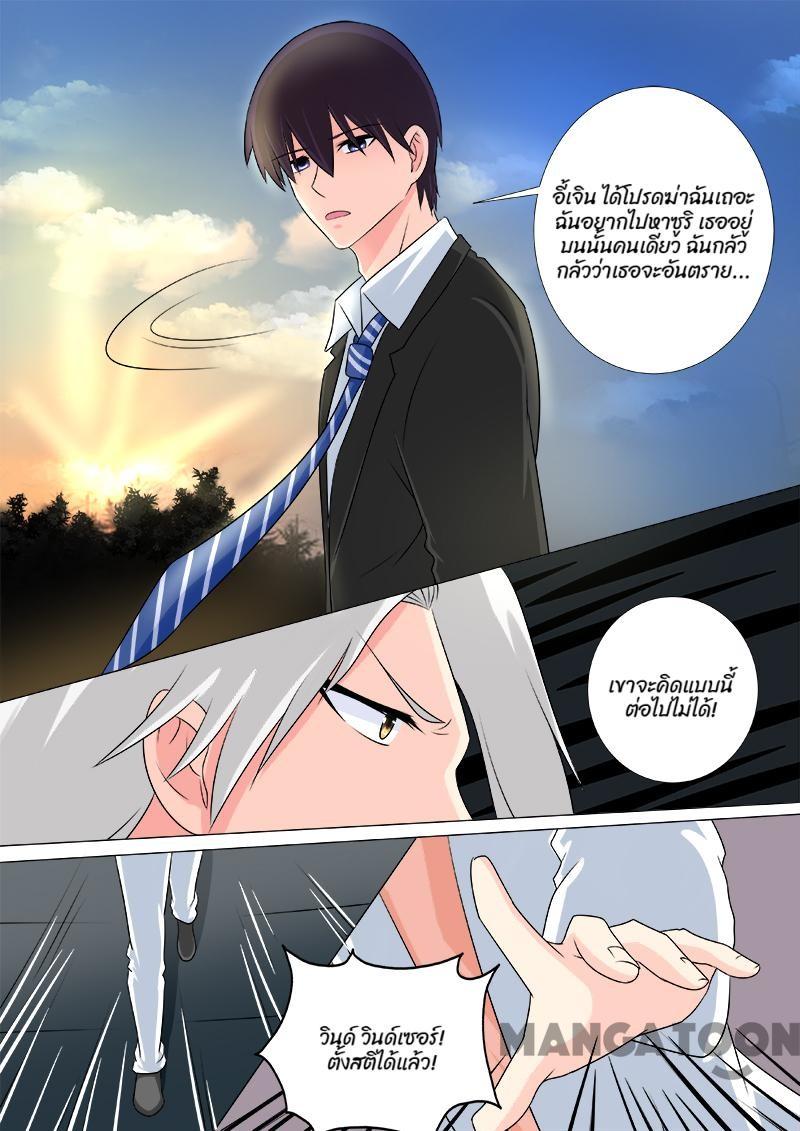 อี้เจิน ได้โปรดฆ่าฉันเถอะ
ฉันอยากไปหาซูริ เธออยู่
บนนั้นคนเดียว ฉันกลัว
กลัวว่าเธอจะอันตราย...
เขาจะคิดแบบนี้
ต่อไปไม่ได้!
วินด์ วินด์เซอร์!
ตั้งสติได้แล้ว!
MANGATOON